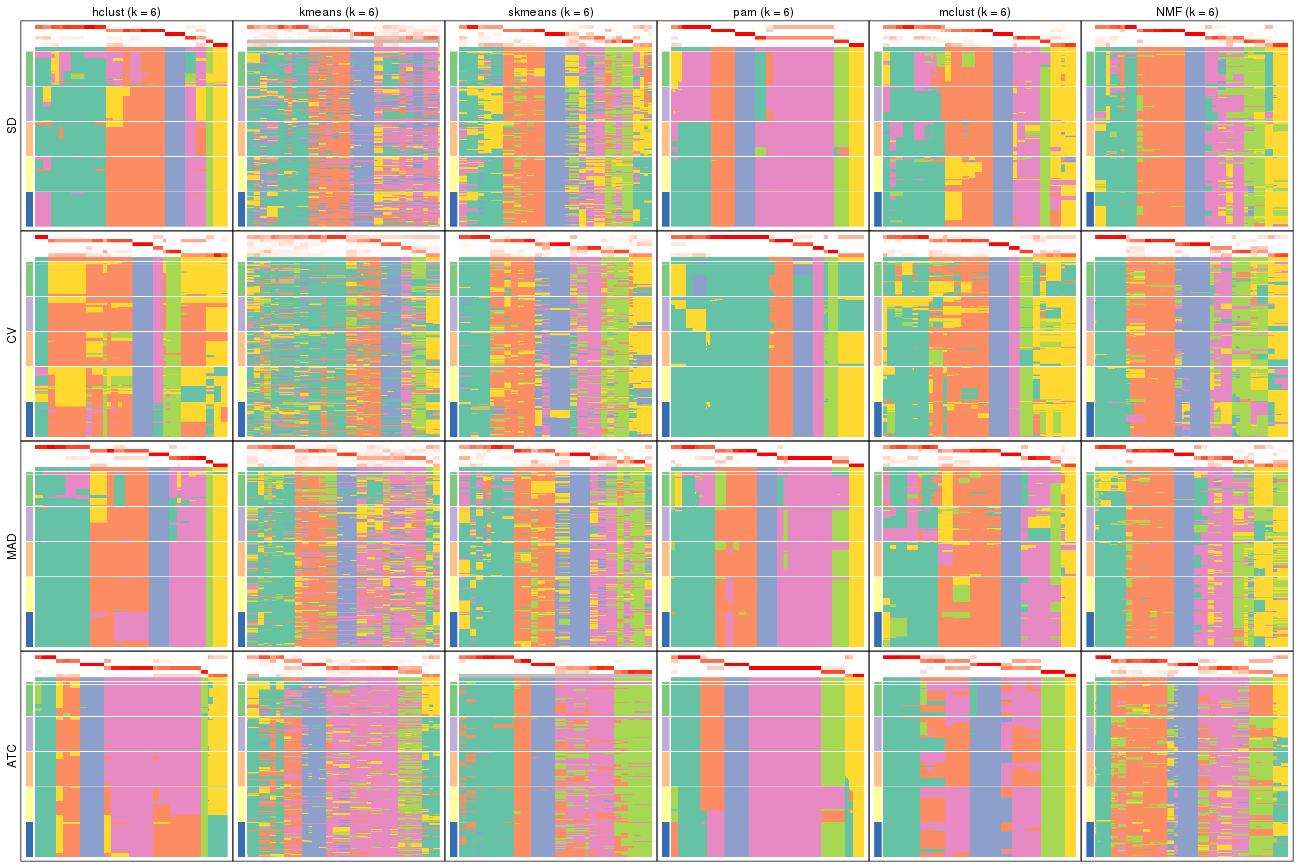 hclust (k = 6) kmeans (k = 6) skmeans (k = 6) pam (k = 6) mclust (k = 6) NMF (k = 6)
SD
CV
MAD
ATC